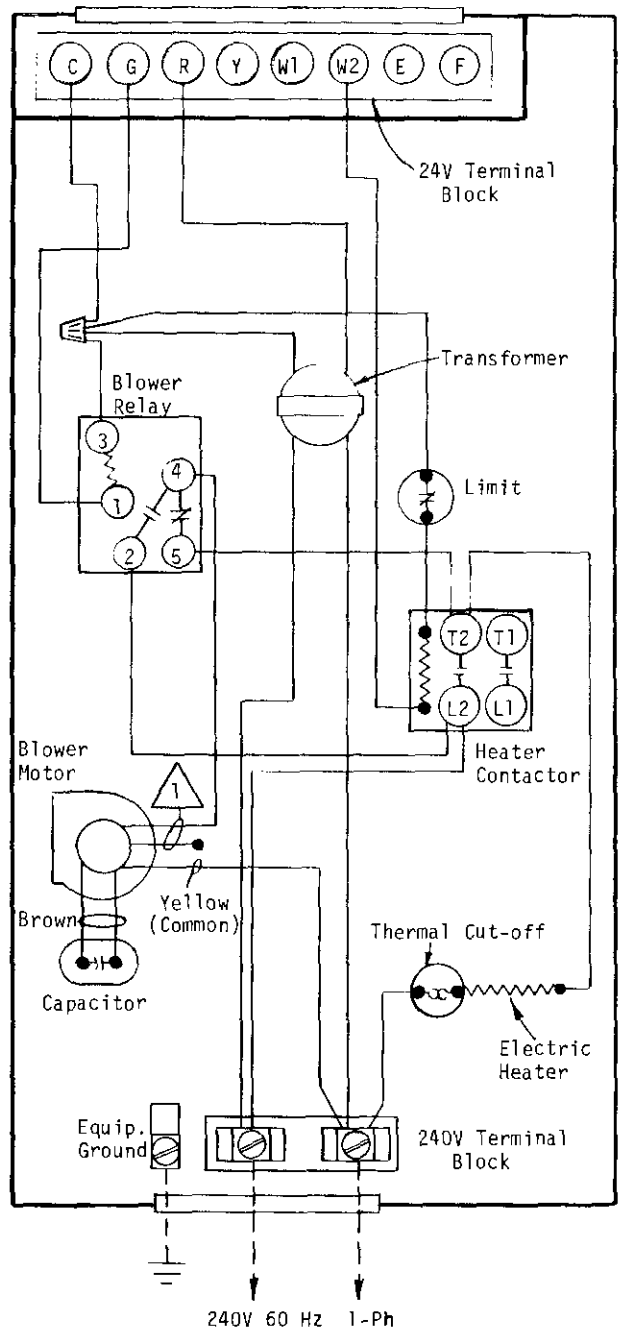 C G R Y W1 W2 E F
24V Terminal
Block
Transformer
Blower
Relay
3
4
1
2
5
Limit
T2 T1
L2 L1
Heater
Contactor
Blower
Motor
1
Yellow
(Common)
Brown
Capacitor
Thermal Cut-off
Electric
Heater
Equip.
Ground
240V Terminal
Block
240V 60 Hz 1-Ph